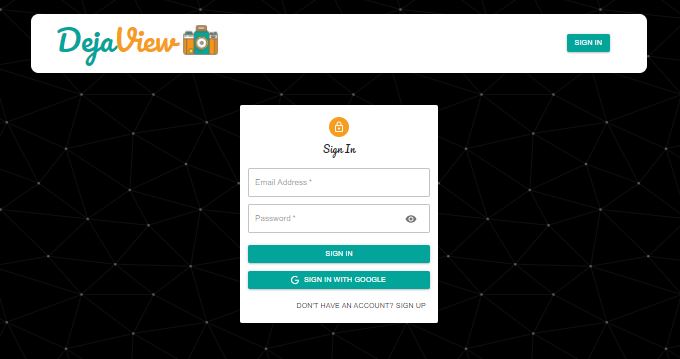 DejaView
SIGN IN
Sign In
Email Address *
Password *
SIGN IN
G SIGN IN WITH GOOGLE
DON'T HAVE AN ACCOUNT? SIGN UP